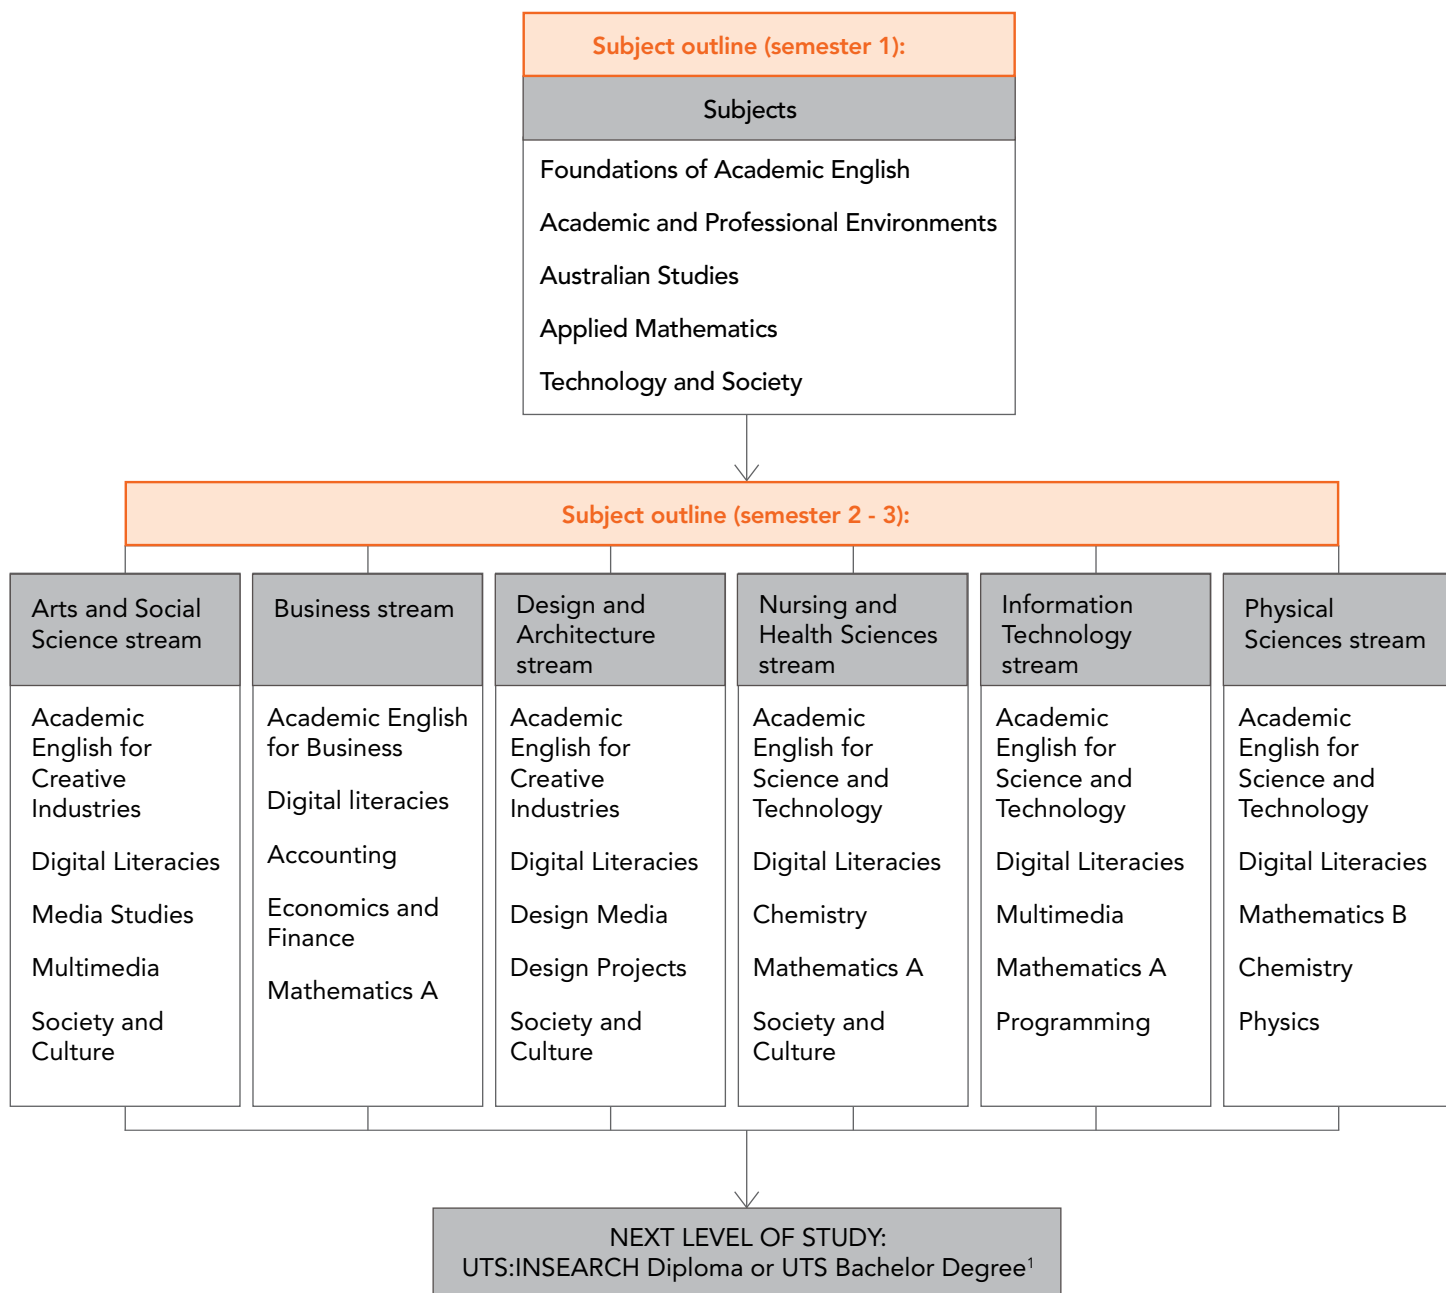 Subject outline (semester 1):
Subjects
Foundations of Academic English
Academic and Professional Environments
Australian Studies
Applied Mathematics
Technology and Society
Subject outline (semester 2 - 3):
Arts and Social
Science stream
Academic
English for
Creative
Industries
Digital Literacies
Media Studies
Multimedia
Society and
Culture
Business stream
Academic English
for Business
Digital literacies
Accounting
Economics and
Finance
Mathematics A
Design and
Architecture
stream
Academic
English for
Creative
Industries
Digital Literacies
Design Media
Design Projects
Society and
Culture
Nursing and
Health Sciences
stream
Academic
English for
Science and
Technology
Digital Literacies
Chemistry
Mathematics A
Society and
Culture
Information
Technology
stream
Academic
English for
Science and
Technology
Digital Literacies
Multimedia
Mathematics A
Programming
Physical
Sciences stream
Academic
English for
Science and
Technology
Digital Literacies
Mathematics B
Chemistry
Physics
NEXT LEVEL OF STUDY:
UTS:INSEARCH Diploma or UTS Bachelor Degree¹